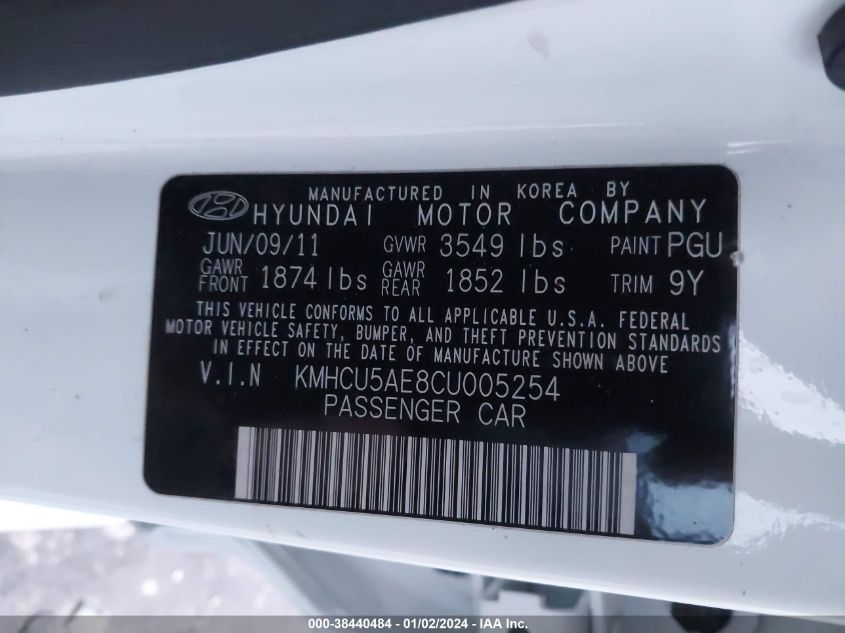 MANUFACTURED IN KOREA BY
HYUNDAI MOTOR COMPANY
JUN/09/11 GVWR 3549 lbs PAINT PGU
GAWR FRONT 1874 lbs GAWR REAR 1852 lbs TRIM 9Y
THIS VEHICLE CONFORMS TO ALL APPLICABLE U.S.A. FEDERAL
MOTOR VEHICLE SAFETY, BUMPER, AND THEFT PREVENTION STANDARDS
IN EFFECT ON THE DATE OF MANUFACTURE SHOWN ABOVE
V.I.N KMHCU5AE8CU005254
PASSENGER CAR
000-38440484 - 01/02/2024 - IAA Inc.